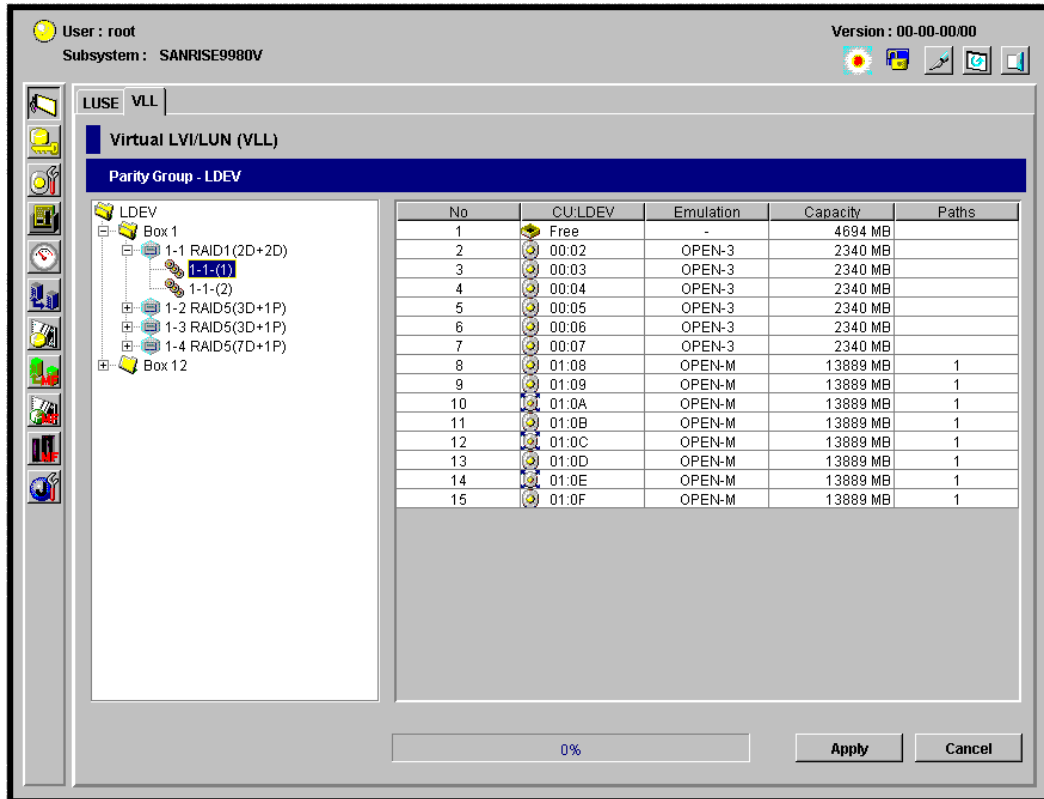 User : root
Version : 00-00-00/00
Subsystem : SANRISE9980V
LUSE VLL
Virtual LVI/LUN (VLL)
Parity Group - LDEV
LDEV
Box 1
1-1 RAID1(2D+2D)
1-1-(1)
1-1-(2)
1-2 RAID5(3D+1P)
1-3 RAID5(3D+1P)
1-4 RAID5(7D+1P)
Box 12
No CU:LDEV Emulation Capacity Paths
1 Free - 4694 MB
2 00:02 OPEN-3 2340 MB
3 00:03 OPEN-3 2340 MB
4 00:04 OPEN-3 2340 MB
5 00:05 OPEN-3 2340 MB
6 00:06 OPEN-3 2340 MB
7 00:07 OPEN-3 2340 MB
8 01:08 OPEN-M 13889 MB 1
9 01:09 OPEN-M 13889 MB 1
10 01:0A OPEN-M 13889 MB 1
11 01:0B OPEN-M 13889 MB 1
12 01:0C OPEN-M 13889 MB 1
13 01:0D OPEN-M 13889 MB 1
14 01:0E OPEN-M 13889 MB 1
15 01:0F OPEN-M 13889 MB 1
0%
Apply
Cancel